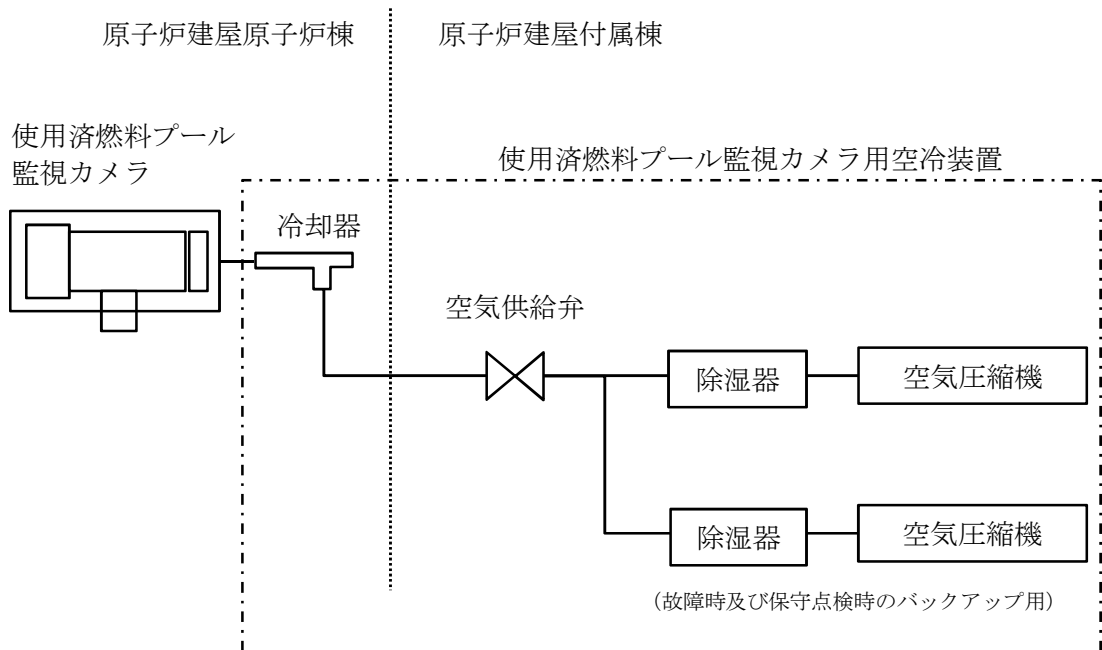 原子炉建屋原子炉棟
原子炉建屋付属棟
使用済燃料プール
監視カメラ
使用済燃料プール監視カメラ用空冷装置
冷却器
空気供給弁
除湿器
空気圧縮機
除湿器
空気圧縮機
(故障時及び保守点検時のバックアップ用)